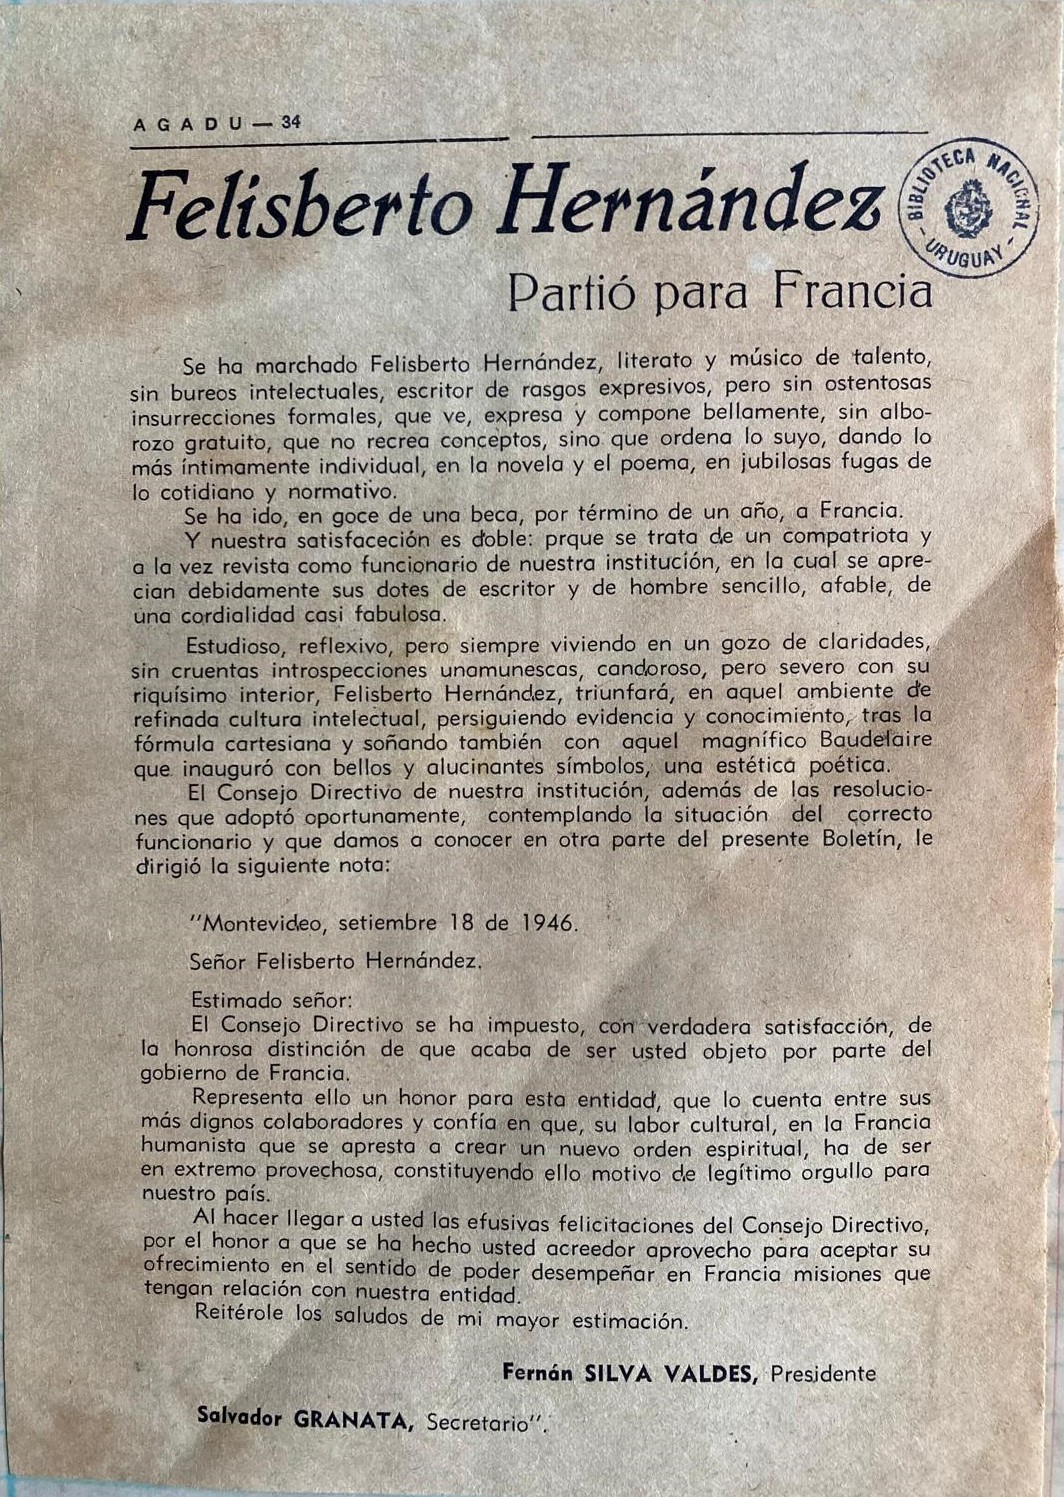 AGADU — 34
Felisberto Hernández
BIBLIOTECA NACIONAL
- URUGUAY -
Partió para Francia
Se ha marchado Felisberto Hernández, literato y músico de talento,
sin bureos intelectuales, escritor de rasgos expresivos, pero sin ostentosas
insurrecciones formales, que ve, expresa y compone bellamente, sin albo-
rozo gratuito, que no recrea conceptos, sino que ordena lo suyo, dando lo
más íntimamente individual, en la novela y el poema, en jubilosas fugas de
lo cotidiano y normativo.
Se ha ido, en goce de una beca, por término de un año, a Francia.
Y nuestra satisfaceción es doble: prque se trata de un compatriota y
a la vez revista como funcionario de nuestra institución, en la cual se apre-
cian debidamente sus dotes de escritor y de hombre sencillo, afable, de
una cordialidad casi fabulosa.
Estudioso, reflexivo, pero siempre viviendo en un gozo de claridades,
sin cruentas introspecciones unamunescas, candoroso, pero severo con su
riquísimo interior, Felisberto Hernández, triunfará, en aquel ambiente de
refinada cultura intelectual, persiguiendo evidencia y conocimiento, tras la
fórmula cartesiana y soñando también con aquel magnífico Baudelaire
que inauguró con bellos y alucinantes símbolos, una estética poética.
El Consejo Directivo de nuestra institución, además de las resolucio-
nes que adoptó oportunamente, contemplando la situación del correcto
funcionario y que damos a conocer en otra parte del presente Boletín, le
dirigió la siguiente nota:
"Montevideo, setiembre 18 de 1946.
Señor Felisberto Hernández.
Estimado señor:
El Consejo Directivo se ha impuesto, con verdadera satisfacción, de
la honrosa distinción de que acaba de ser usted objeto por parte del
gobierno de Francia.
Representa ello un honor para esta entidad, que lo cuenta entre sus
más dignos colaboradores y confía en que, su labor cultural, en la Francia
humanista que se apresta a crear un nuevo orden espiritual, ha de ser
en extremo provechosa, constituyendo ello motivo de legítimo orgullo para
nuestro país.
Al hacer llegar a usted las efusivas felicitaciones del Consejo Directivo,
por el honor a que se ha hecho usted acreedor aprovecho para aceptar su
ofrecimiento en el sentido de poder desempeñar en Francia misiones que
tengan relación con nuestra entidad.
Reitérole los saludos de mi mayor estimación.
Fernán SILVA VALDES, Presidente
Salvador GRANATA, Secretario".